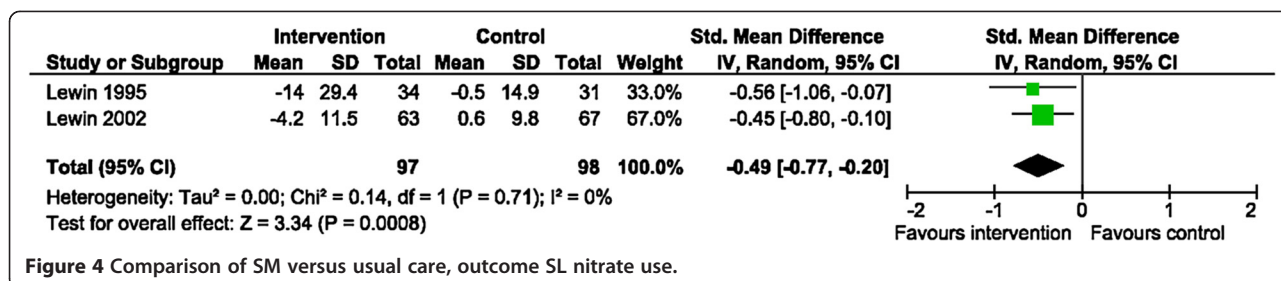 Intervention Control Std. Mean Difference Std. Mean Difference
Study or Subgroup Mean SD Total Mean SD Total Weight IV, Random, 95% CI IV, Random, 95% CI
Lewin 1995 -14 29.4 34 -0.5 14.9 31 33.0% -0.56 [-1.06, -0.07]
Lewin 2002 -4.2 11.5 63 0.6 9.8 67 67.0% -0.45 [-0.80, -0.10]
Total (95% CI) 97 98 100.0% -0.49 [-0.77, -0.20]
Heterogeneity: Tau² = 0.00; Chi² = 0.14, df = 1 (P = 0.71); I² = 0%
Test for overall effect: Z = 3.34 (P = 0.0008)
-2 -1 0 1 2
Favours intervention Favours control
Figure 4 Comparison of SM versus usual care, outcome SL nitrate use.